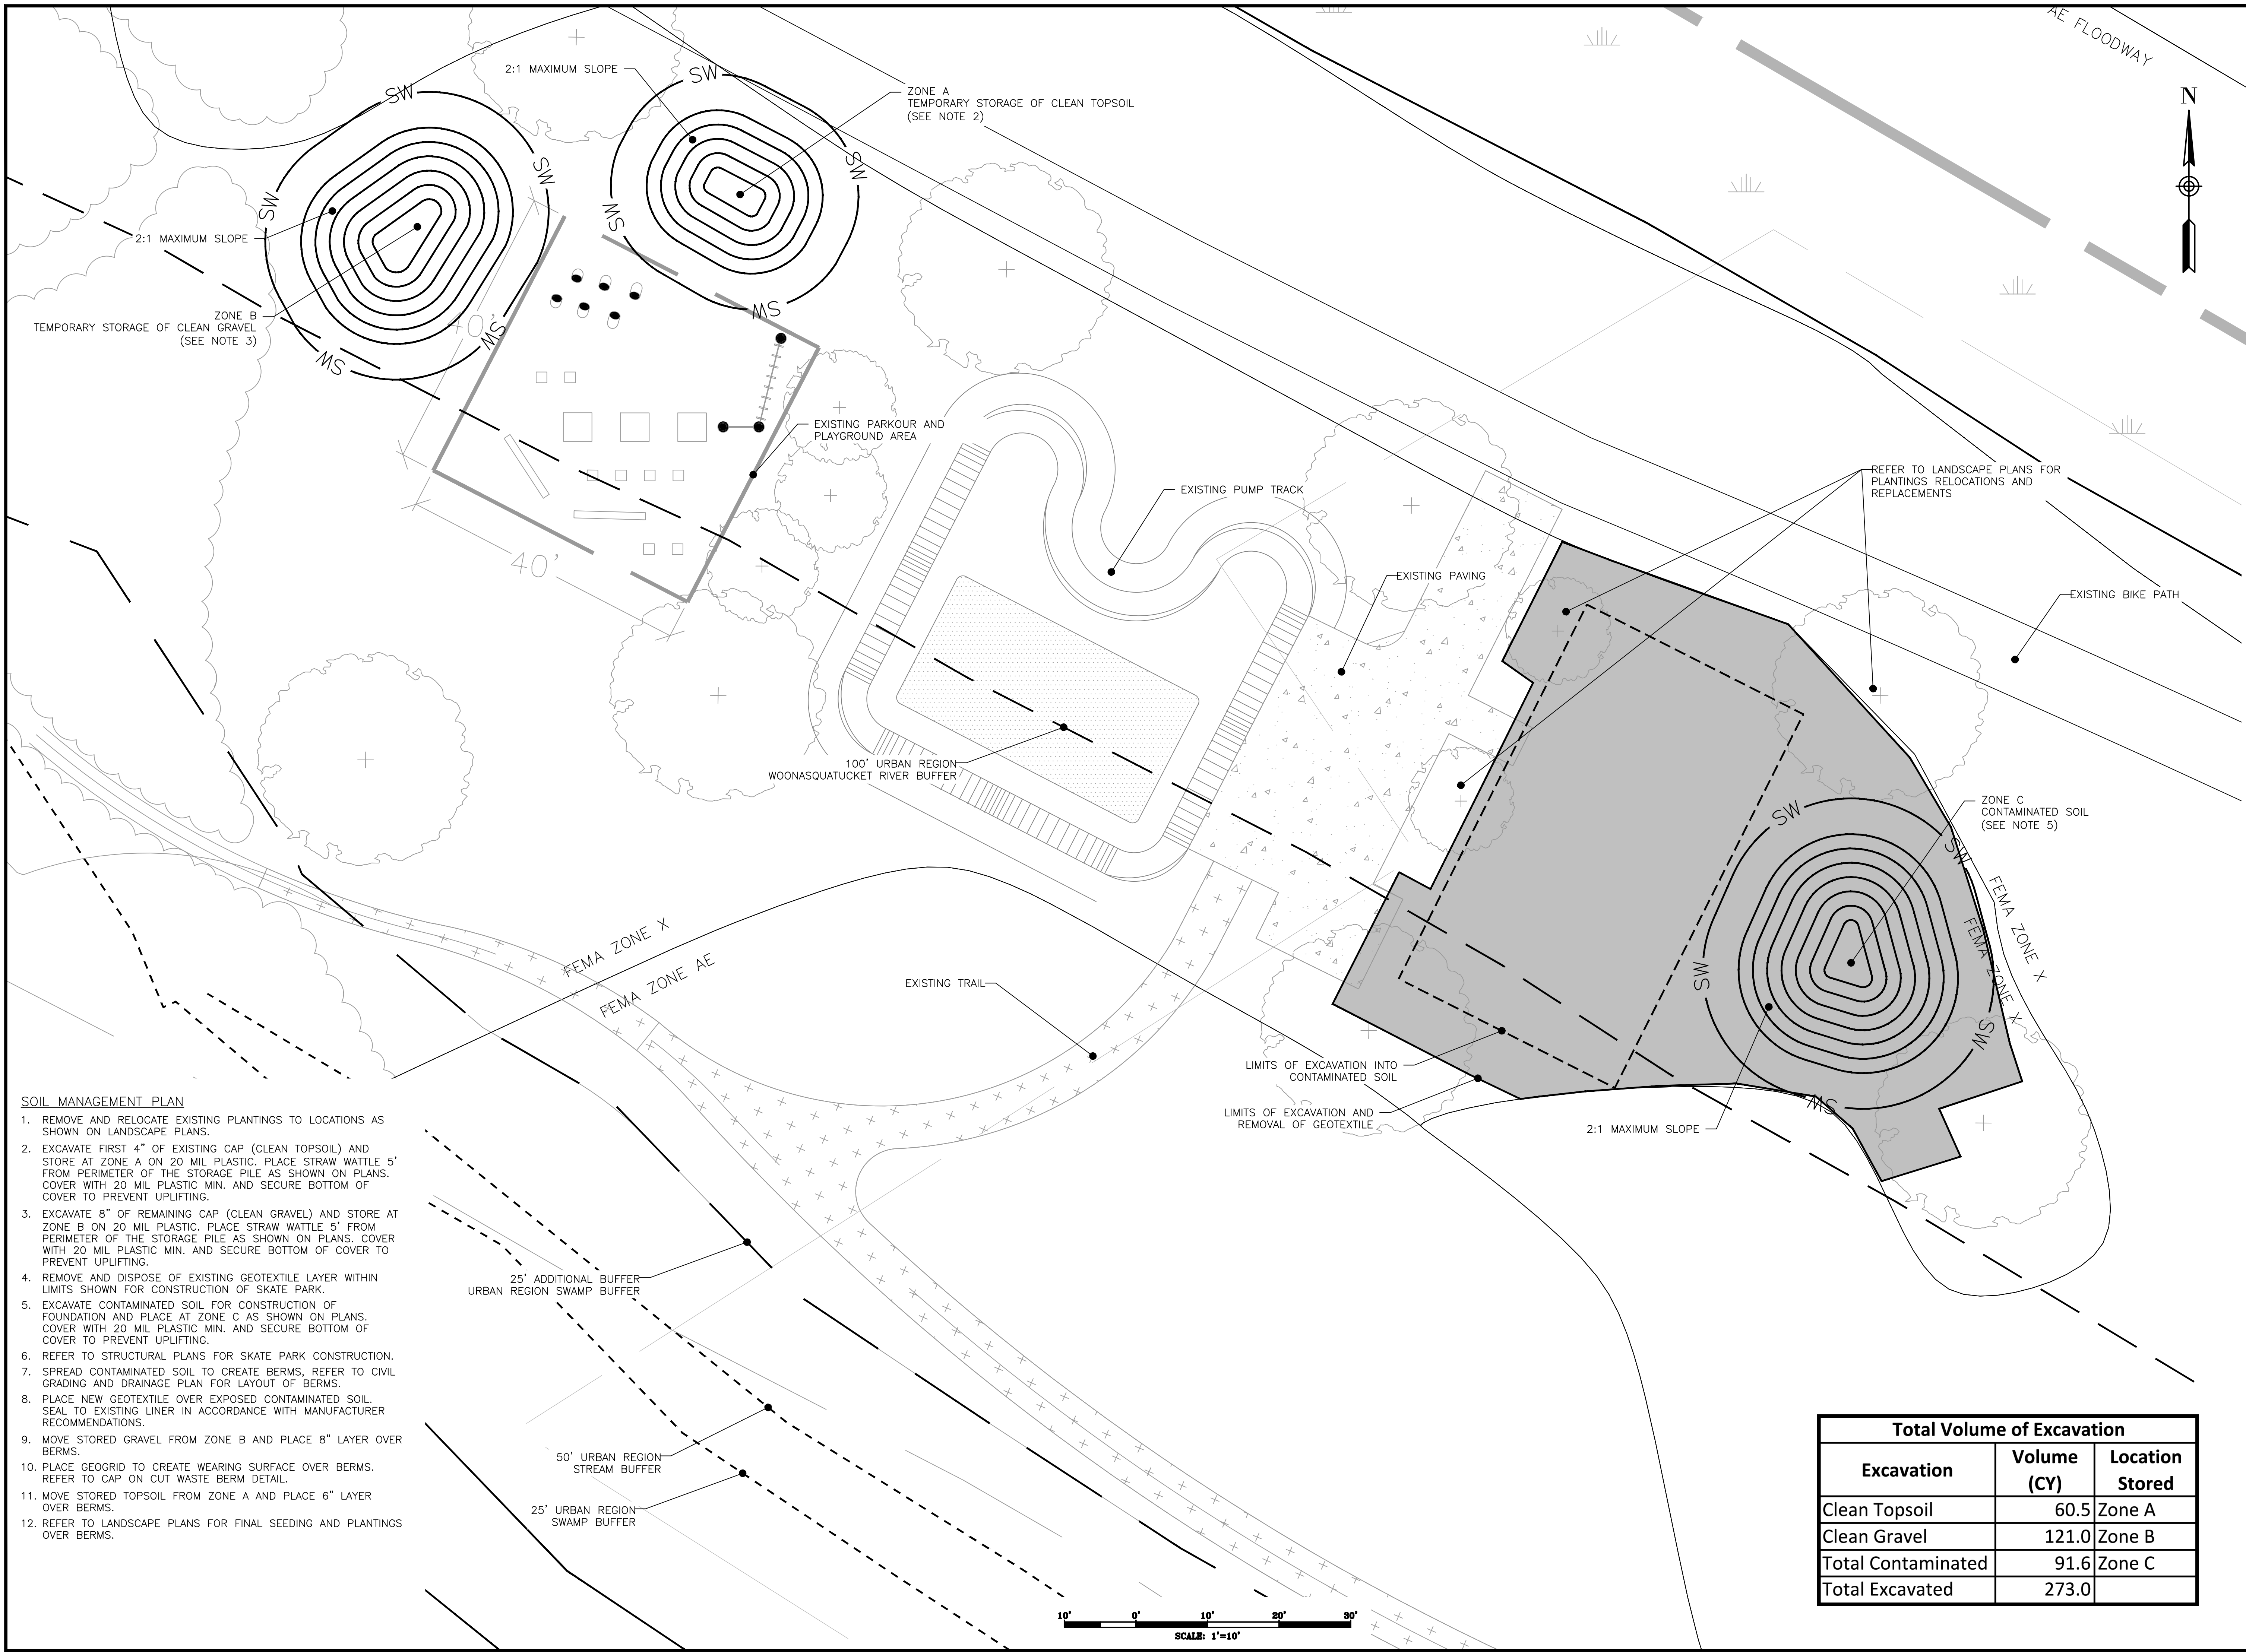 AE FLOODWAY
N
2:1 MAXIMUM SLOPE
SW
SW
SW
SW
ZONE A
TEMPORARY STORAGE OF CLEAN TOPSOIL
(SEE NOTE 2)
SW
SW
SW
SW
SW
2:1 MAXIMUM SLOPE
ZONE B
TEMPORARY STORAGE OF CLEAN GRAVEL
(SEE NOTE 3)
40'
40'
EXISTING PARKOUR AND
PLAYGROUND AREA
EXISTING PUMP TRACK
REFER TO LANDSCAPE PLANS FOR
PLANTINGS RELOCATIONS AND
REPLACEMENTS
EXISTING PAVING
EXISTING BIKE PATH
100' URBAN REGION
WOONASQUATUCKET RIVER BUFFER
ZONE C
CONTAMINATED SOIL
(SEE NOTE 5)
SW
SW
SW
SW
SW
FEMA ZONE X
FEMA ZONE X
FEMA ZONE X
FEMA ZONE AE
EXISTING TRAIL
LIMITS OF EXCAVATION INTO
CONTAMINATED SOIL
LIMITS OF EXCAVATION AND
REMOVAL OF GEOTEXTILE
2:1 MAXIMUM SLOPE
SOIL MANAGEMENT PLAN
1. REMOVE AND RELOCATE EXISTING PLANTINGS TO LOCATIONS AS
SHOWN ON LANDSCAPE PLANS.
2. EXCAVATE FIRST 4" OF EXISTING CAP (CLEAN TOPSOIL) AND
STORE AT ZONE A ON 20 MIL PLASTIC. PLACE STRAW WATTLE 5'
FROM PERIMETER OF THE STORAGE PILE AS SHOWN ON PLANS.
COVER WITH 20 MIL PLASTIC MIN. AND SECURE BOTTOM OF
COVER TO PREVENT UPLIFTING.
3. EXCAVATE 8" OF REMAINING CAP (CLEAN GRAVEL) AND STORE AT
ZONE B ON 20 MIL PLASTIC. PLACE STRAW WATTLE 5' FROM
PERIMETER OF THE STORAGE PILE AS SHOWN ON PLANS. COVER
WITH 20 MIL PLASTIC MIN. AND SECURE BOTTOM OF COVER TO
PREVENT UPLIFTING.
4. REMOVE AND DISPOSE OF EXISTING GEOTEXTILE LAYER WITHIN
LIMITS SHOWN FOR CONSTRUCTION OF SKATE PARK.
5. EXCAVATE CONTAMINATED SOIL FOR CONSTRUCTION OF
FOUNDATION AND PLACE AT ZONE C AS SHOWN ON PLANS.
COVER WITH 20 MIL PLASTIC MIN. AND SECURE BOTTOM OF
COVER TO PREVENT UPLIFTING.
6. REFER TO STRUCTURAL PLANS FOR SKATE PARK CONSTRUCTION.
7. SPREAD CONTAMINATED SOIL TO CREATE BERMS, REFER TO CIVIL
GRADING AND DRAINAGE PLAN FOR LAYOUT OF BERMS.
8. PLACE NEW GEOTEXTILE OVER EXPOSED CONTAMINATED SOIL.
SEAL TO EXISTING LINER IN ACCORDANCE WITH MANUFACTURER
RECOMMENDATIONS.
9. MOVE STORED GRAVEL FROM ZONE B AND PLACE 8" LAYER OVER
BERMS.
10. PLACE GEOGRID TO CREATE WEARING SURFACE OVER BERMS.
REFER TO CAP ON CUT WASTE BERM DETAIL.
11. MOVE STORED TOPSOIL FROM ZONE A AND PLACE 6" LAYER
OVER BERMS.
12. REFER TO LANDSCAPE PLANS FOR FINAL SEEDING AND PLANTINGS
OVER BERMS.
25' ADDITIONAL BUFFER
URBAN REGION SWAMP BUFFER
50' URBAN REGION
STREAM BUFFER
25' URBAN REGION
SWAMP BUFFER
10' 0' 10' 20' 30'
SCALE: 1'=10'
Total Volume of Excavation
Excavation Volume (CY) Location Stored
Clean Topsoil 60.5 Zone A
Clean Gravel 121.0 Zone B
Total Contaminated 91.6 Zone C
Total Excavated 273.0